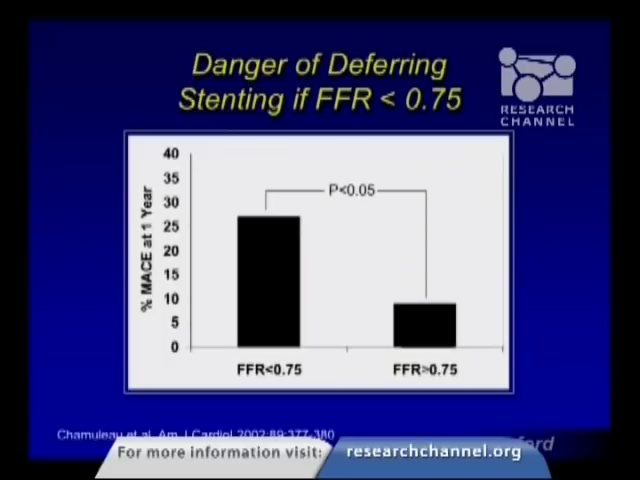 Danger of Deferring
Stenting if FFR < 0.75
RESEARCH
CHANNEL
40
35
30
25
20
15
10
5
0
% MACE at 1 Year
P<0.05
FFR<0.75
FFR≥0.75
Chamuleau et al. Am J Cardiol 2002;89:377-380
For more information visit:
researchchannel.org